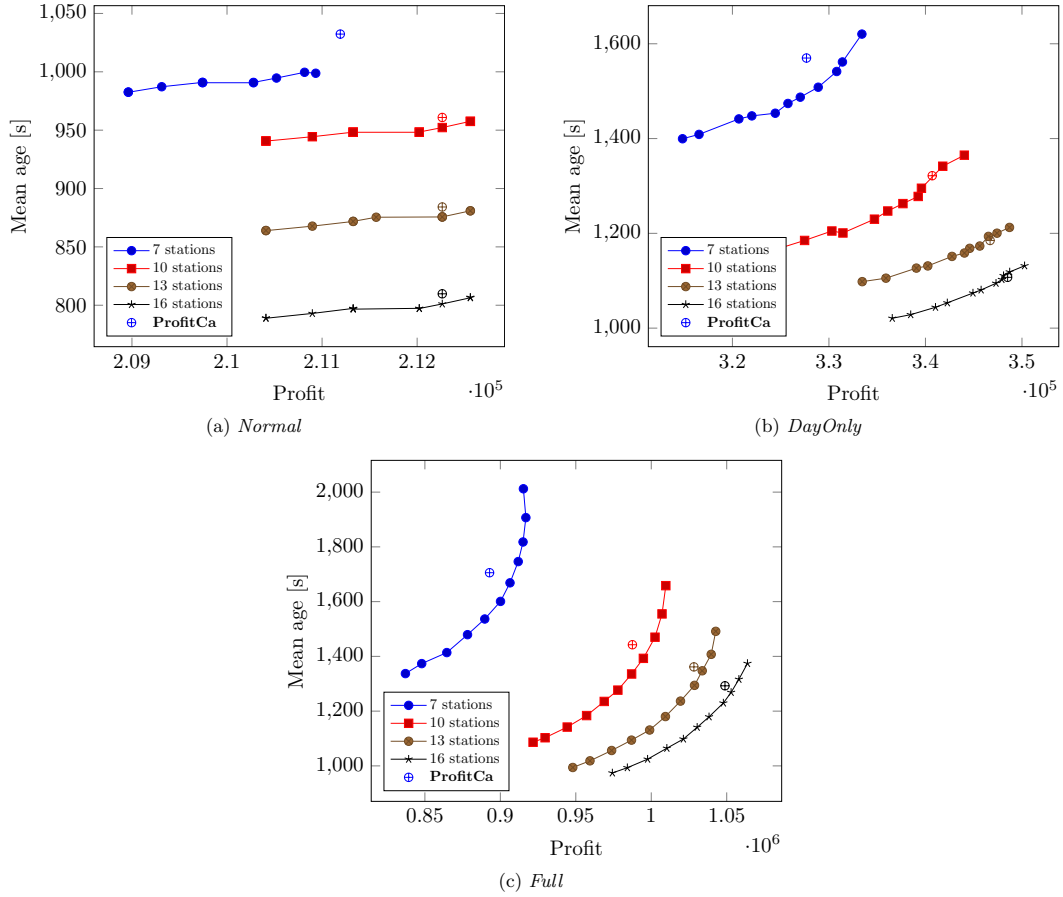 1,050
1,000
950
900
850
800
Mean age [s]
7 stations
10 stations
13 stations
16 stations
ProfitCa
2.09 2.1 2.11 2.12
Profit
·10^5
(a) Normal
1,600
1,400
1,200
1,000
Mean age [s]
7 stations
10 stations
13 stations
16 stations
ProfitCa
3.2 3.3 3.4 3.5
Profit
·10^5
(b) DayOnly
2,000
1,800
1,600
1,400
1,200
1,000
Mean age [s]
7 stations
10 stations
13 stations
16 stations
ProfitCa
0.85 0.9 0.95 1 1.05
Profit
·10^6
(c) Full